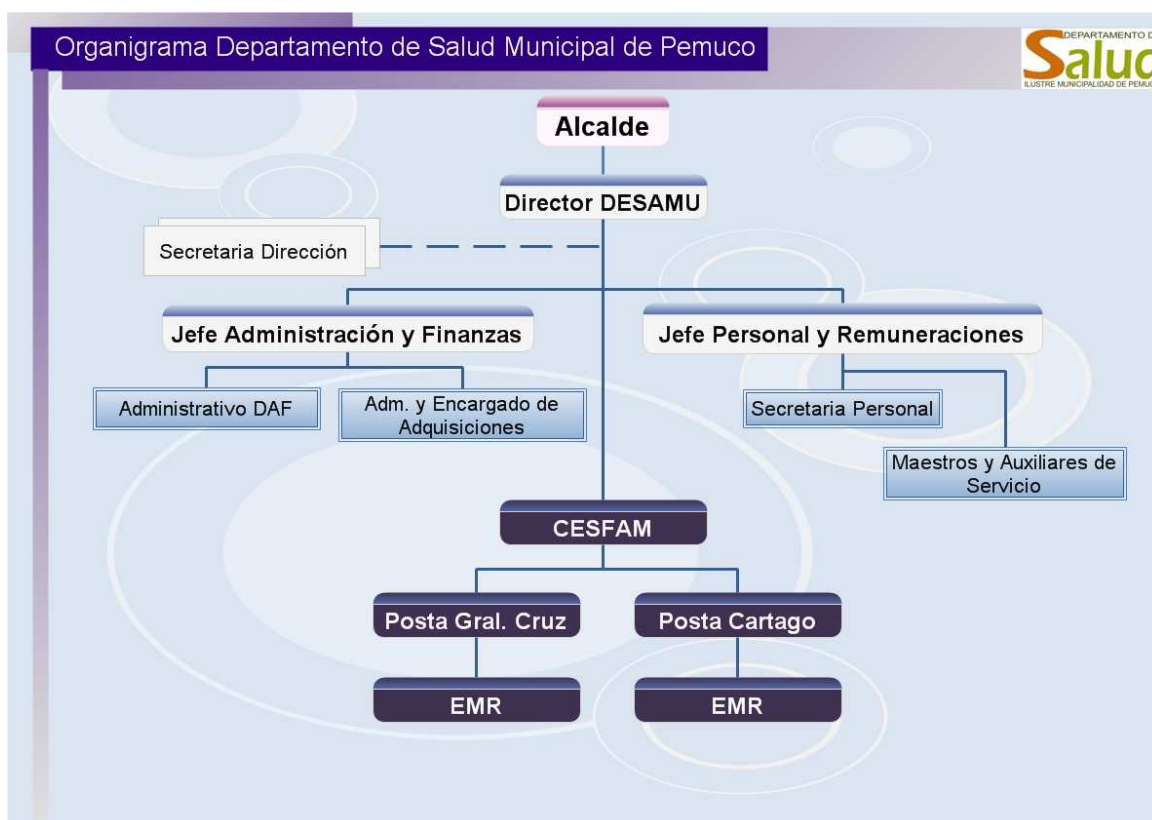 Organigrama Departamento de Salud Municipal de Pemuco
DEPARTAMENTO D
Salud
ILUSTRE MUNICIPALIDAD DE PEMUC
Alcalde
Director DESAMU
Secretaria Dirección
Jefe Administración y Finanzas
Jefe Personal y Remuneraciones
Administrativo DAF
Adm. y Encargado de
Adquisiciones
Secretaria Personal
Maestros y Auxiliares de
Servicio
CESFAM
Posta Gral. Cruz
Posta Cartago
EMR
EMR